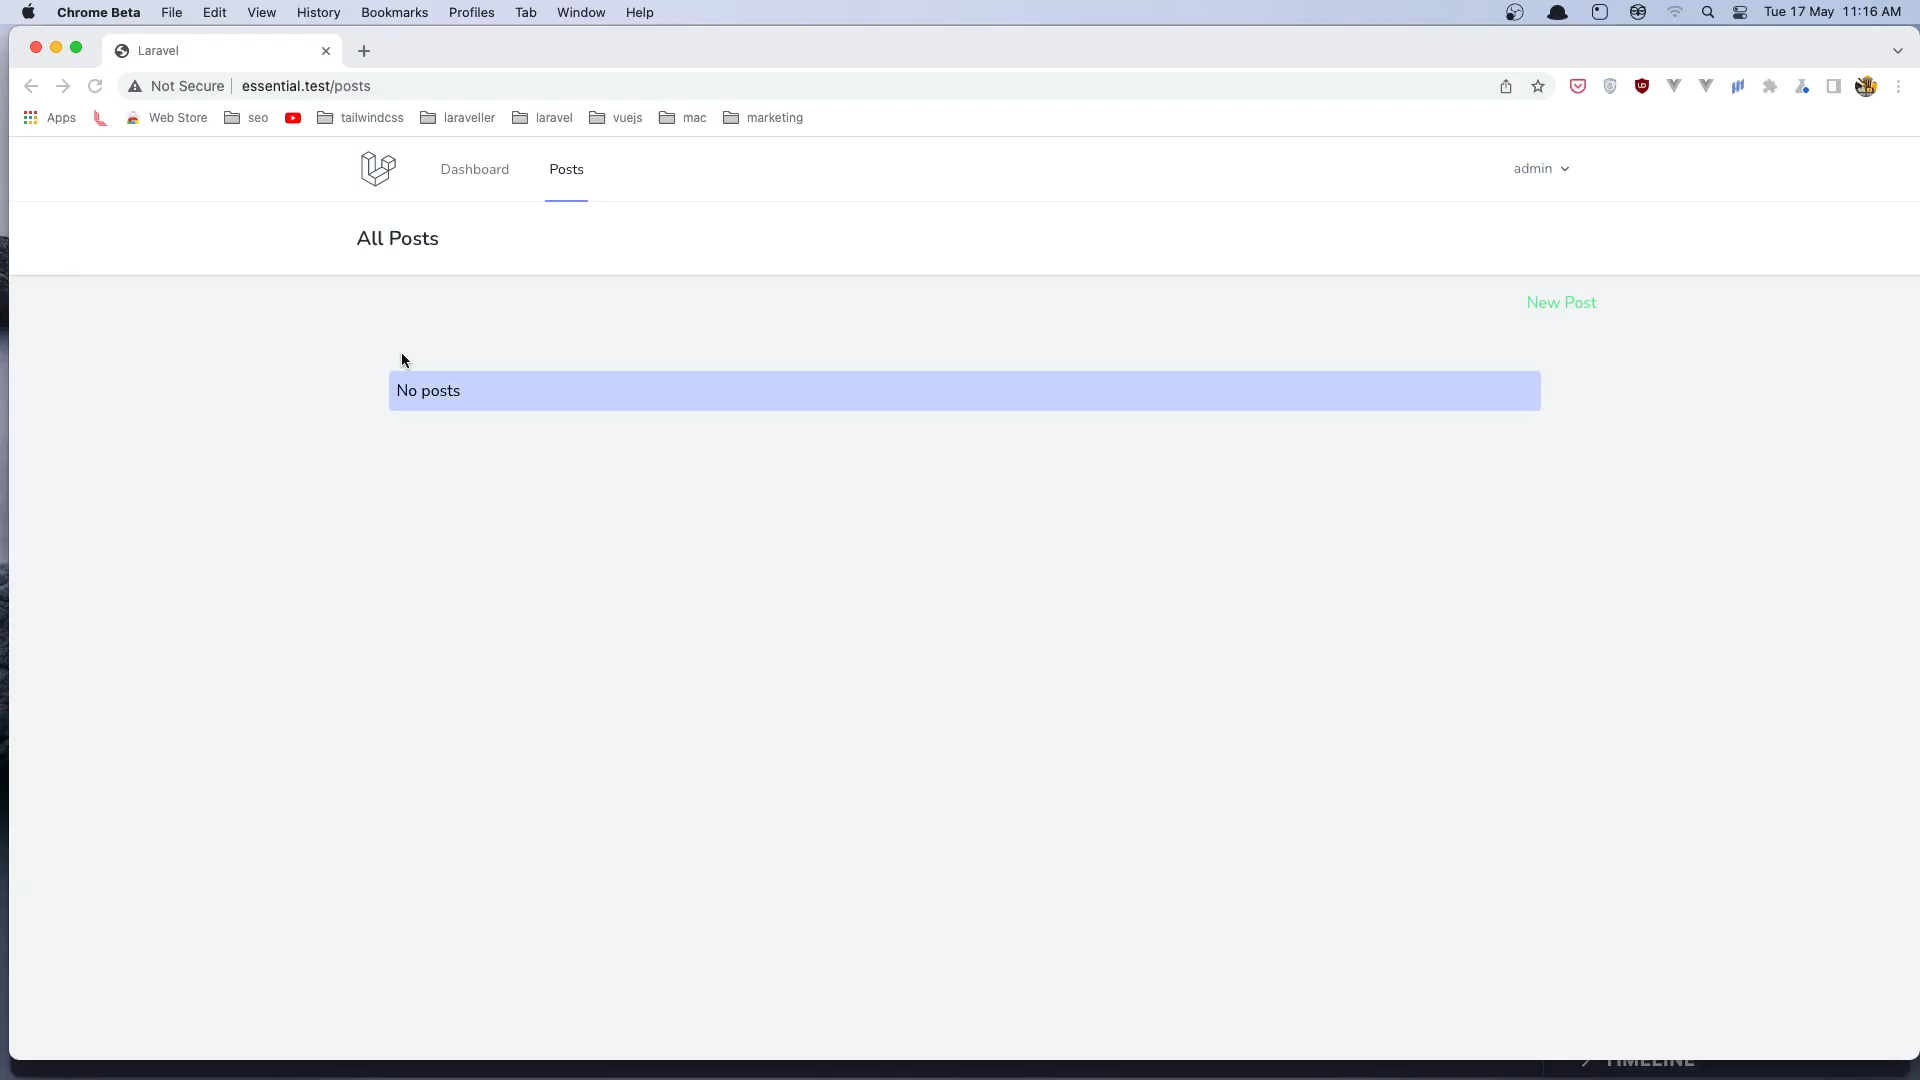 Chrome Beta File Edit View History Bookmarks Profiles Tab Window Help Tue 17 May 11:16 AM
Laravel
Not Secure essential.test/posts
Apps Web Store seo tailwindcss laraveller laravel vuejs mac marketing
Dashboard Posts admin
All Posts
New Post
No posts
TIMELINE